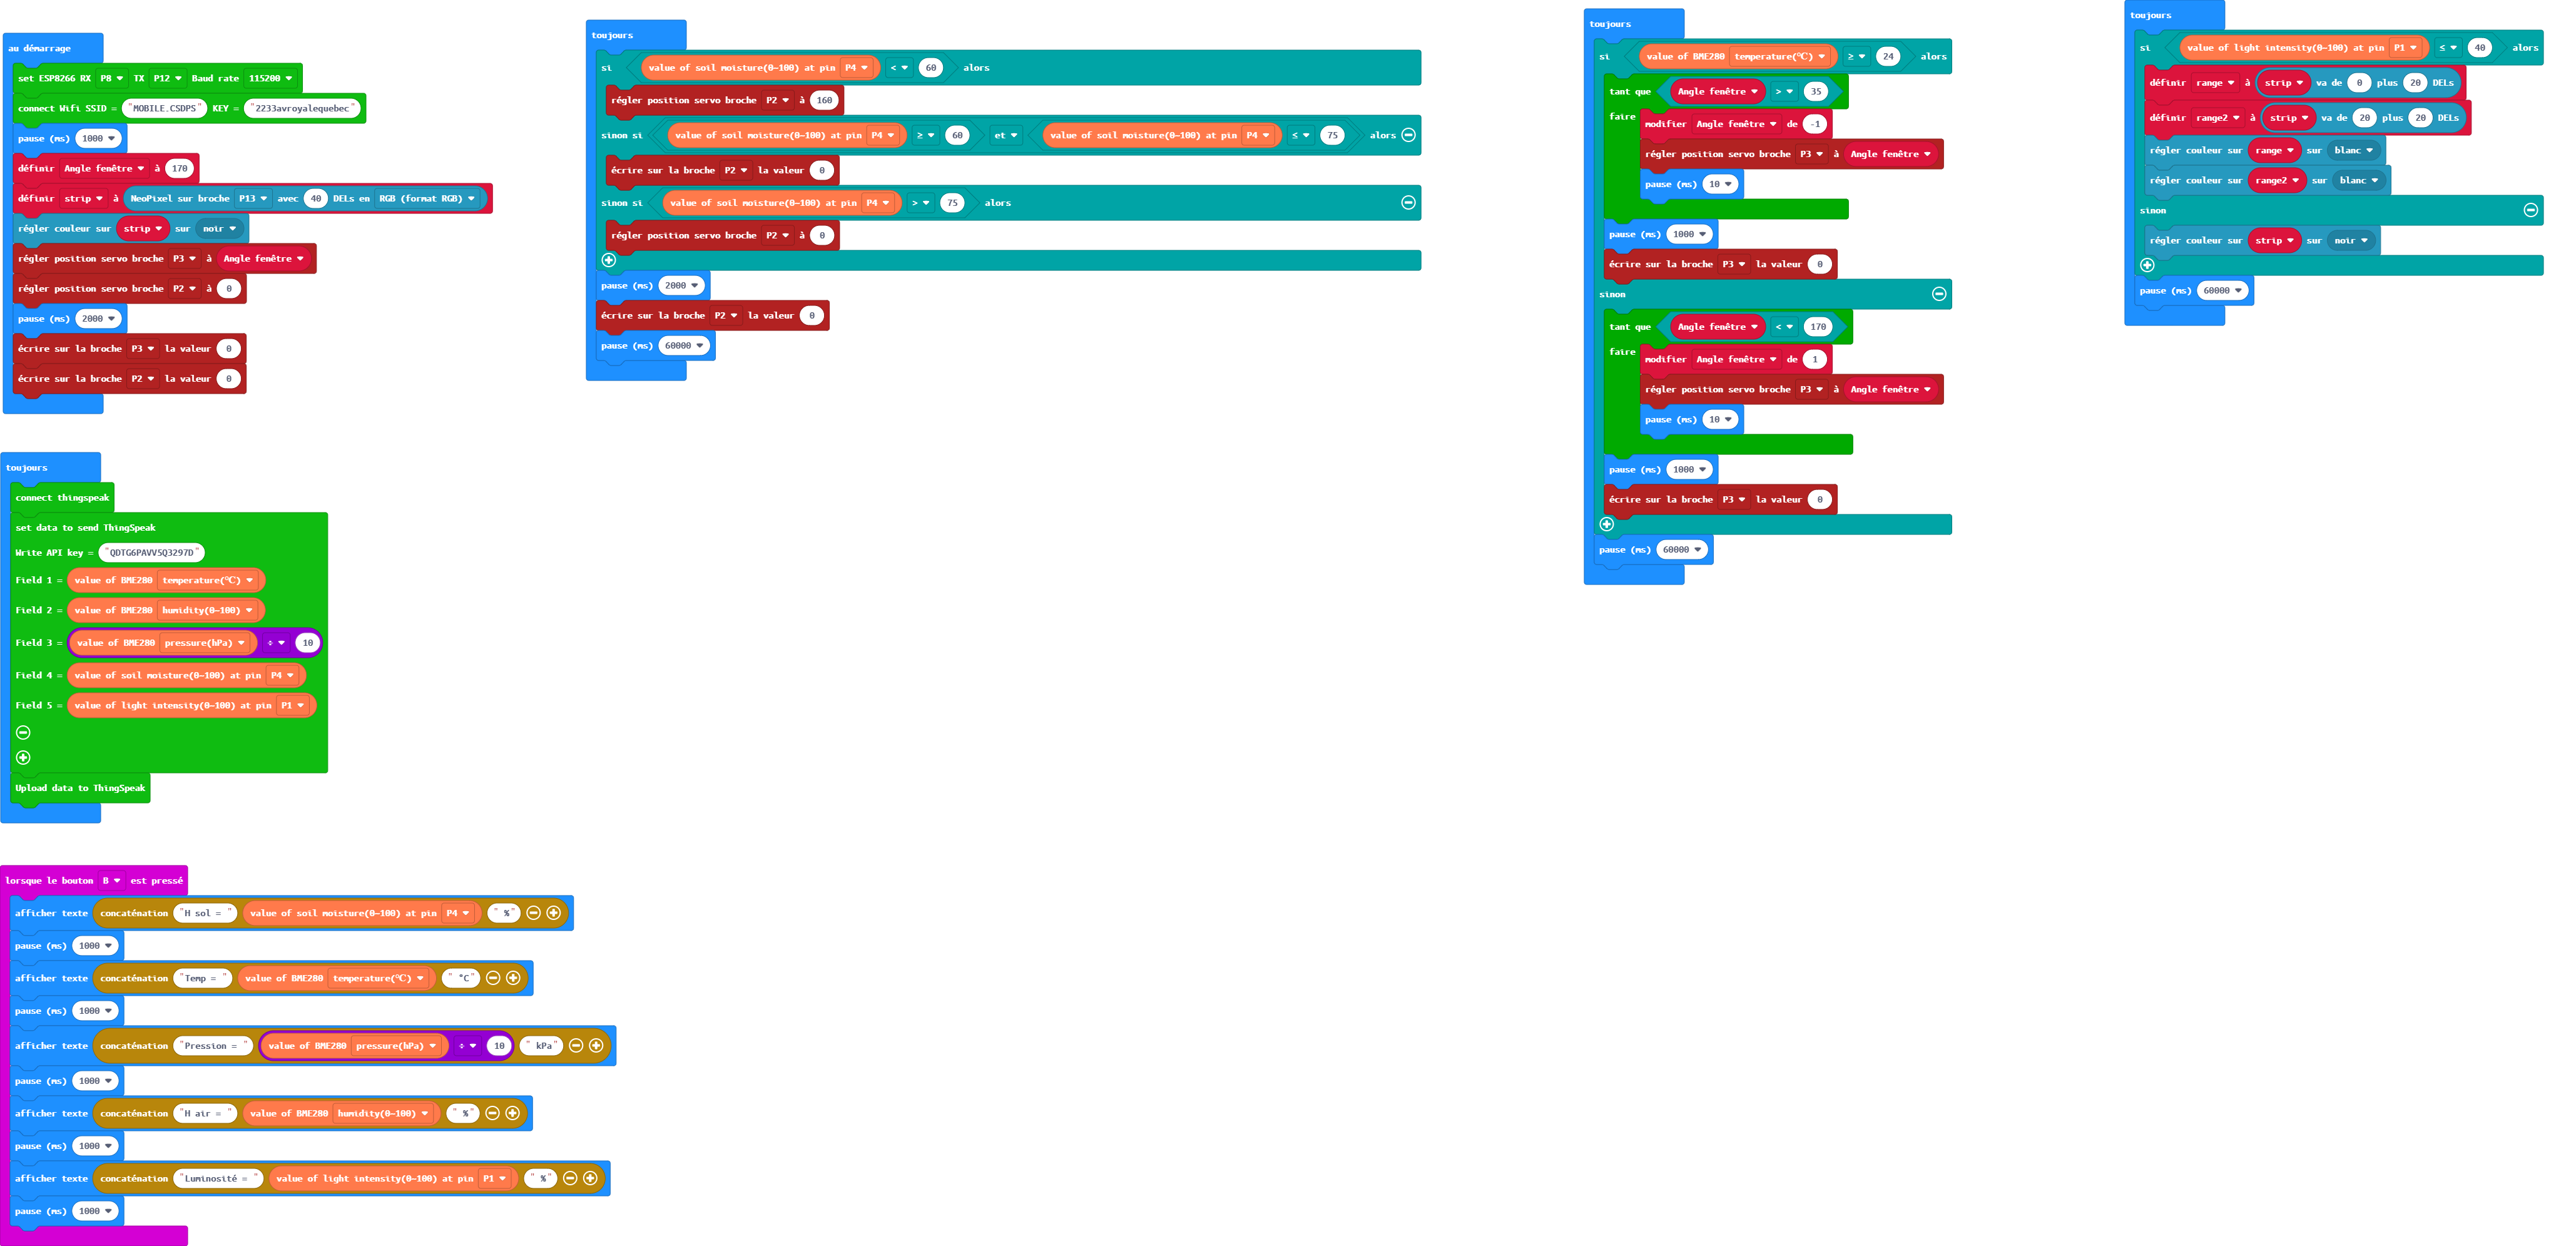 au démarrage
set ESP8266 RX P8 TX P12 Baud rate 115200
connect Wifi SSID = "MOBILE.CSDPS" KEY = "2233avroyalequebec"
pause (ms) 1000
définir Angle fenêtre à 170
définir strip à NeoPixel sur broche P13 avec 40 DELs en RGB (format RGB)
régler couleur sur strip sur noir
régler position servo broche P3 à Angle fenêtre
régler position servo broche P2 à 0
pause (ms) 2000
écrire sur la broche P3 la valeur 0
écrire sur la broche P2 la valeur 0
toujours
connect thingspeak
set data to send ThingSpeak
Write API key = "QDTG6PAVV5Q3297D"
Field 1 = value of BME280 temperature(℃)
Field 2 = value of BME280 humidity(0~100)
Field 3 = value of BME280 pressure(hPa) ÷ 10
Field 4 = value of soil moisture(0~100) at pin P4
Field 5 = value of light intensity(0~100) at pin P1
Upload data to ThingSpeak
lorsque le bouton B est pressé
afficher texte concaténation "H sol = " value of soil moisture(0~100) at pin P4 " %"
pause (ms) 1000
afficher texte concaténation "Temp = " value of BME280 temperature(℃) " °C"
pause (ms) 1000
afficher texte concaténation "Pression = " value of BME280 pressure(hPa) ÷ 10 " kPa"
pause (ms) 1000
afficher texte concaténation "H air = " value of BME280 humidity(0~100) " %"
pause (ms) 1000
afficher texte concaténation "Luminosité = " value of light intensity(0~100) at pin P1 " %"
pause (ms) 1000
toujours
si value of soil moisture(0~100) at pin P4 < 60 alors
régler position servo broche P2 à 160
sinon si value of soil moisture(0~100) at pin P4 ≥ 60 et value of soil moisture(0~100) at pin P4 ≤ 75 alors
écrire sur la broche P2 la valeur 0
sinon si value of soil moisture(0~100) at pin P4 > 75 alors
régler position servo broche P2 à 0
pause (ms) 2000
écrire sur la broche P2 la valeur 0
pause (ms) 60000
toujours
si value of BME280 temperature(℃) ≥ 24 alors
tant que Angle fenêtre > 35
faire modifier Angle fenêtre de -1
régler position servo broche P3 à Angle fenêtre
pause (ms) 10
pause (ms) 1000
écrire sur la broche P3 la valeur 0
sinon
tant que Angle fenêtre < 170
faire modifier Angle fenêtre de 1
régler position servo broche P3 à Angle fenêtre
pause (ms) 10
pause (ms) 1000
écrire sur la broche P3 la valeur 0
pause (ms) 60000
toujours
si value of light intensity(0~100) at pin P1 ≤ 40 alors
définir range à strip va de 0 plus 20 DELs
définir range2 à strip va de 20 plus 20 DELs
régler couleur sur range sur blanc
régler couleur sur range2 sur blanc
sinon
régler couleur sur strip sur noir
pause (ms) 60000